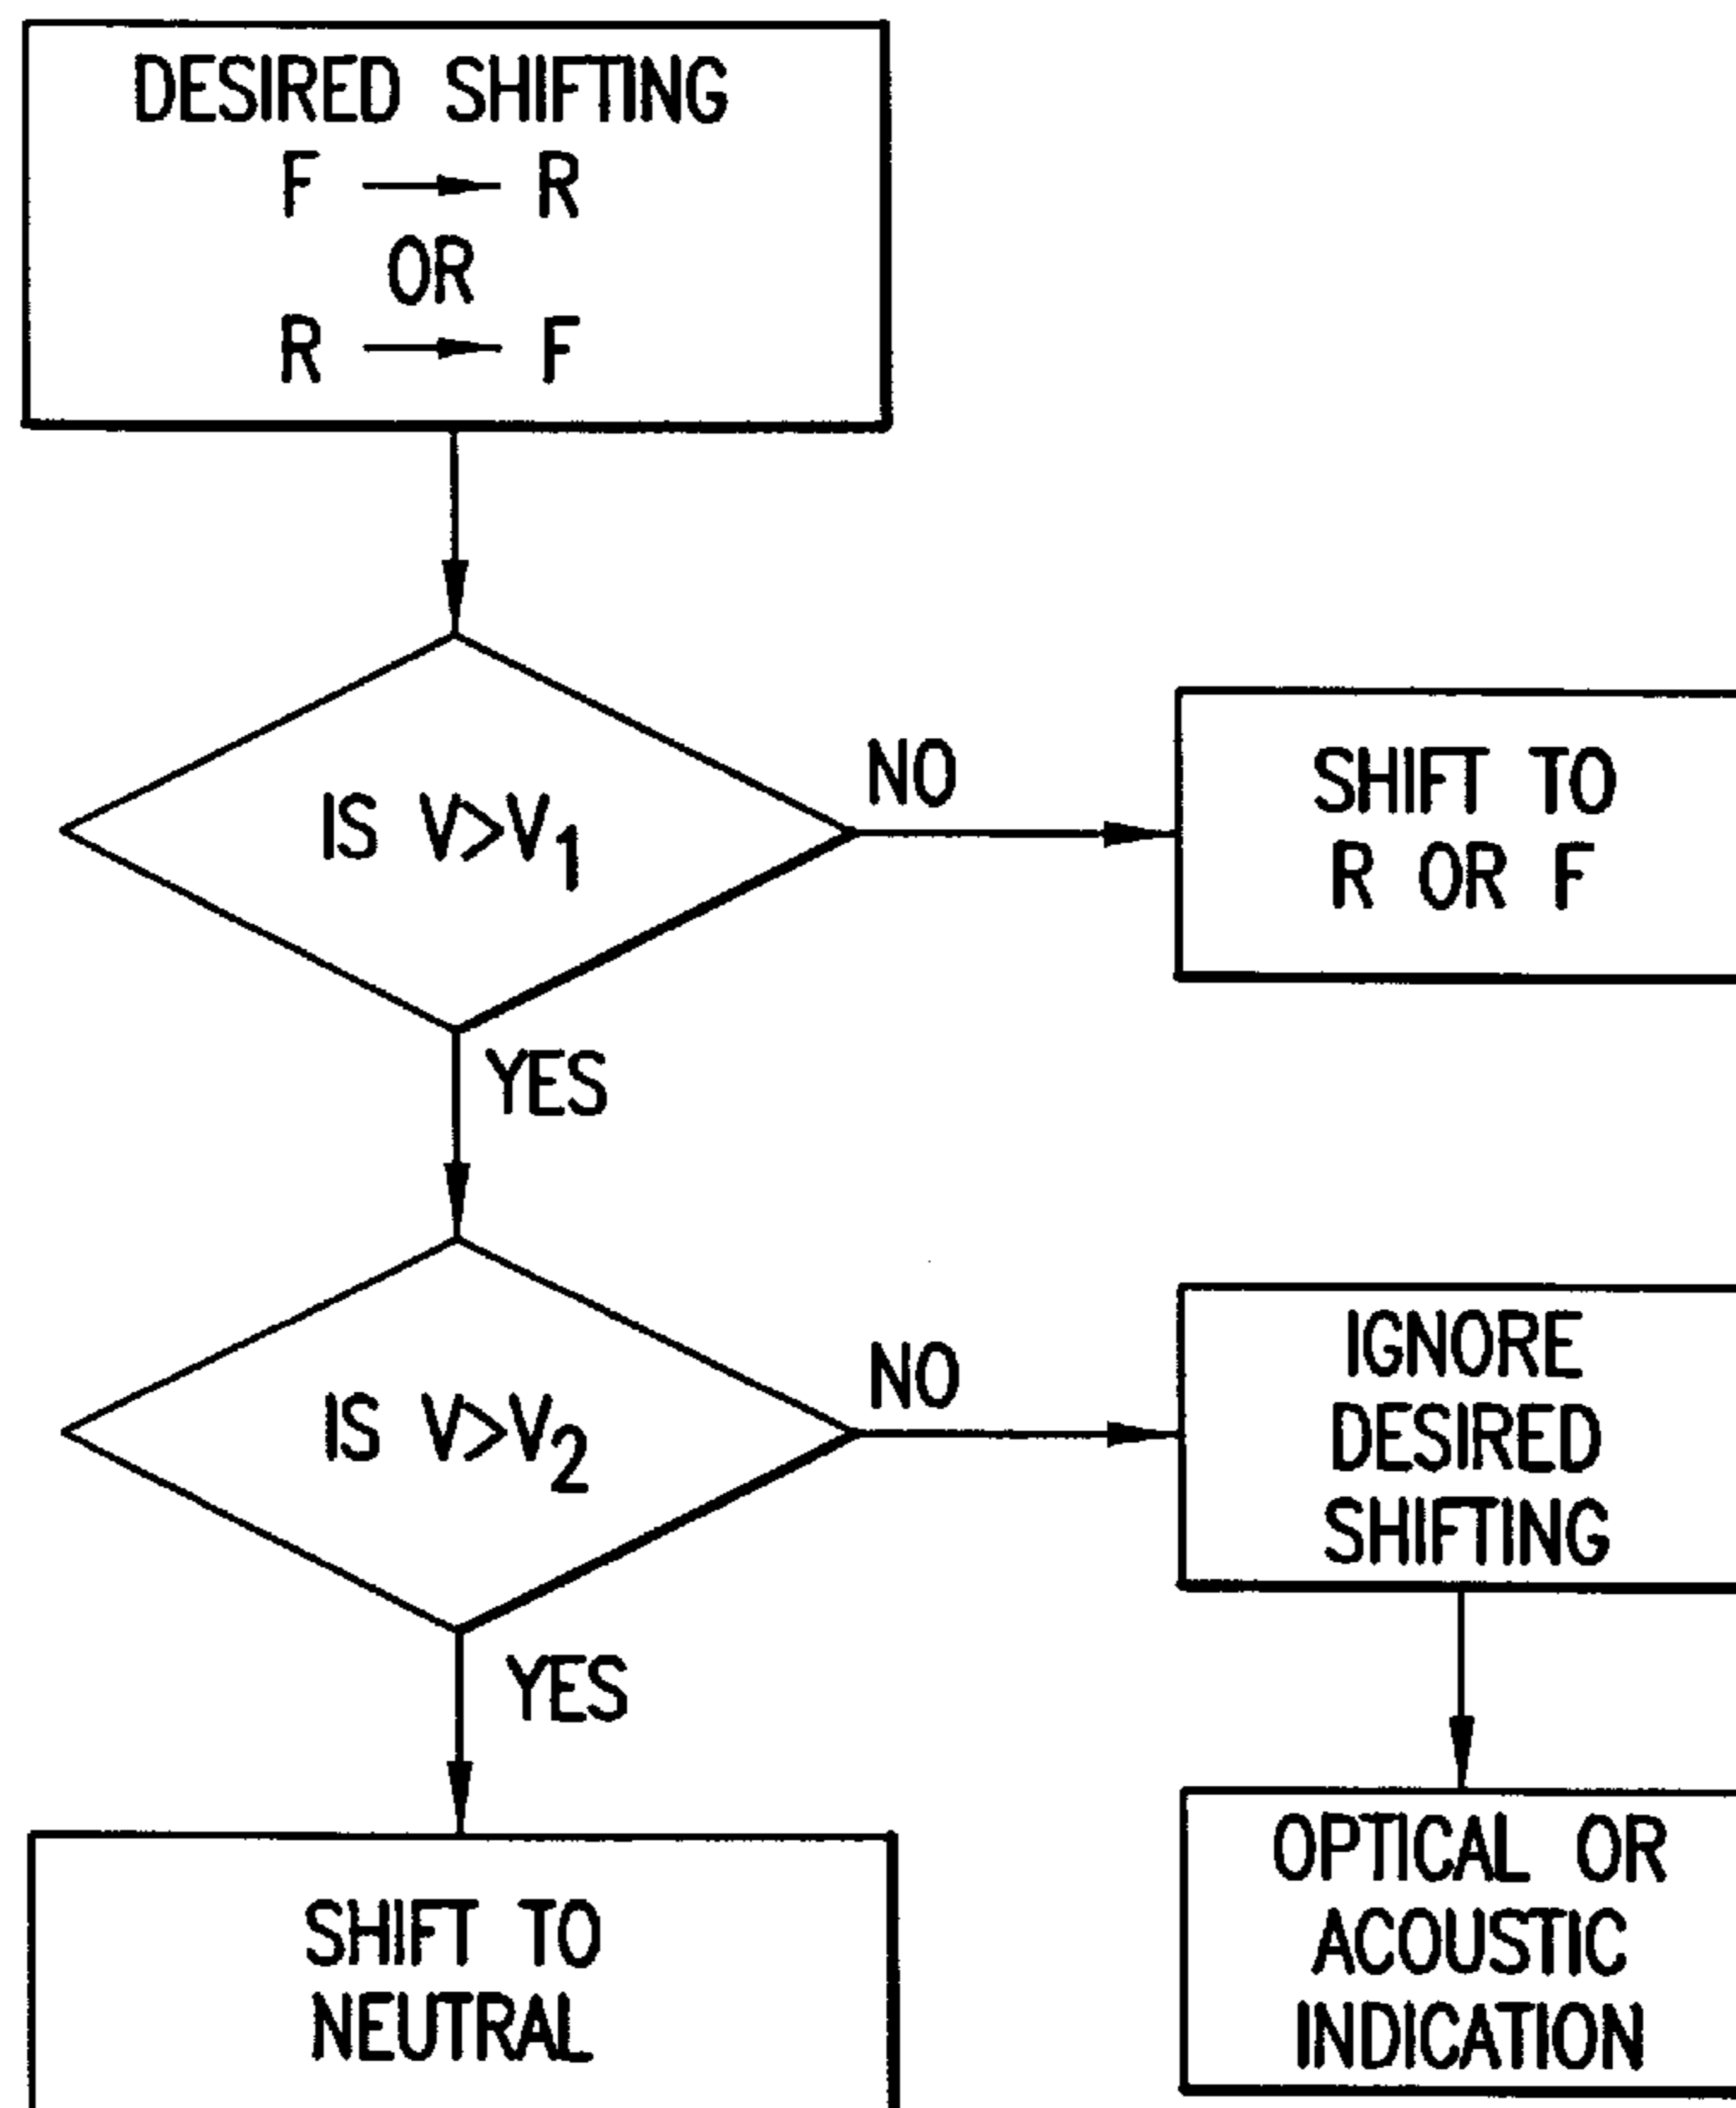 DESIRED SHIFTING
F → R
OR
R → F
IS V>V₁
NO
SHIFT TO
R OR F
YES
IS V>V₂
NO
IGNORE
DESIRED
SHIFTING
YES
SHIFT TO
NEUTRAL
OPTICAL OR
ACOUSTIC
INDICATION